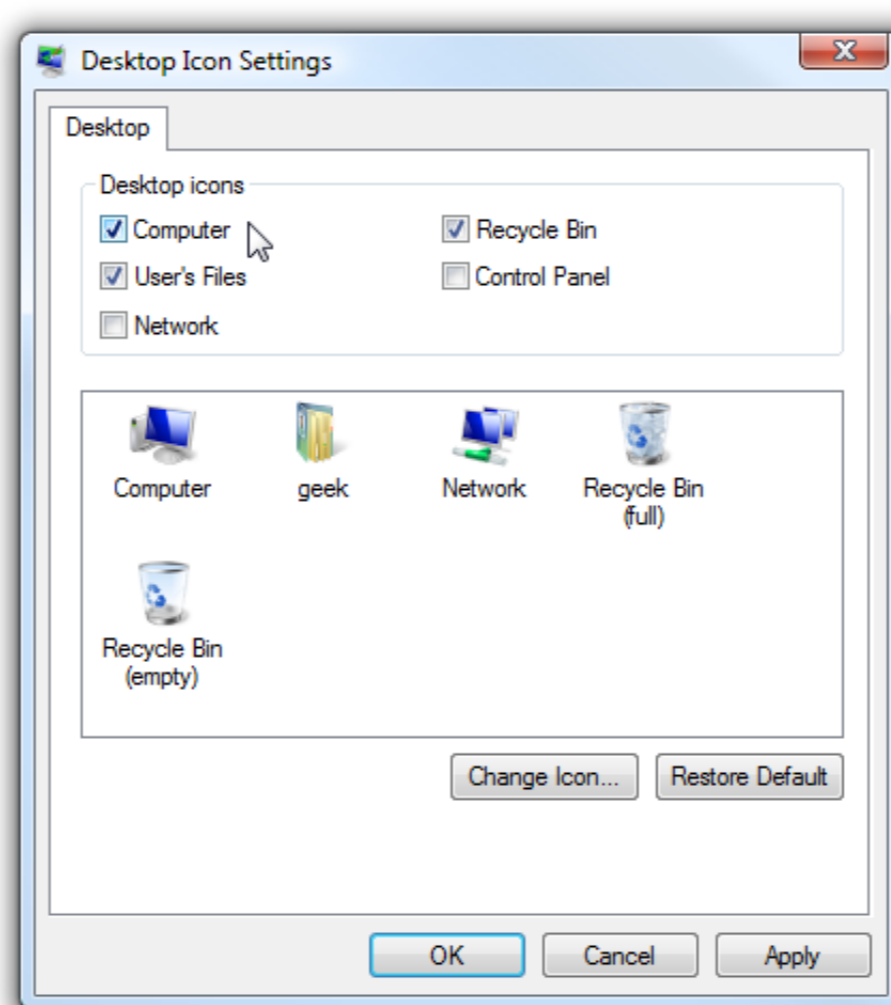 Desktop Icon Settings
Desktop
Desktop icons
Computer
Recycle Bin
User's Files
Control Panel
Network
Computer
geek
Network
Recycle Bin
(full)
Recycle Bin
(empty)
Change Icon...
Restore Default
OK
Cancel
Apply